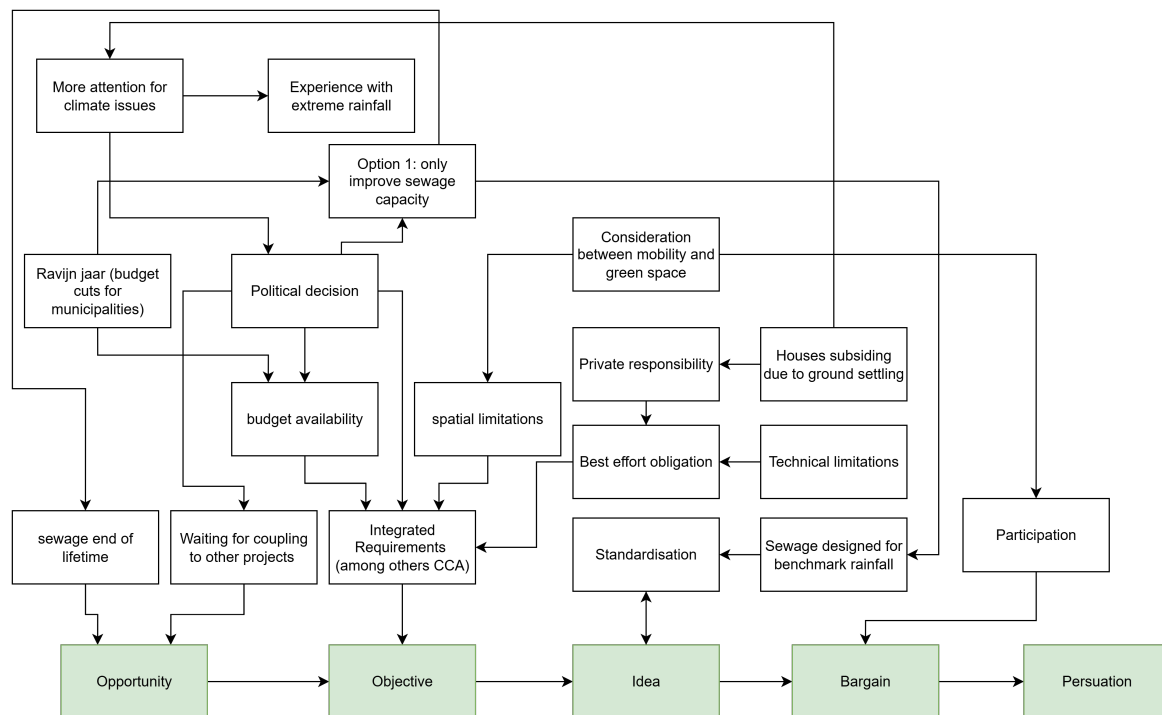 More attention for
climate issues
Experience with
extreme rainfall
Option 1: only
improve sewage
capacity
Consideration
between mobility and
green space
Ravijn jaar (budget
cuts for
municipalities)
Political decision
Private responsibility
Houses subsiding
due to ground settling
budget availability
spatial limitations
Best effort obligation
Technical limitations
sewage end of
lifetime
Waiting for coupling
to other projects
Integrated
Requirements
(among others CCA)
Standardisation
Sewage designed for
benchmark rainfall
Participation
Opportunity
Objective
Idea
Bargain
Persuation